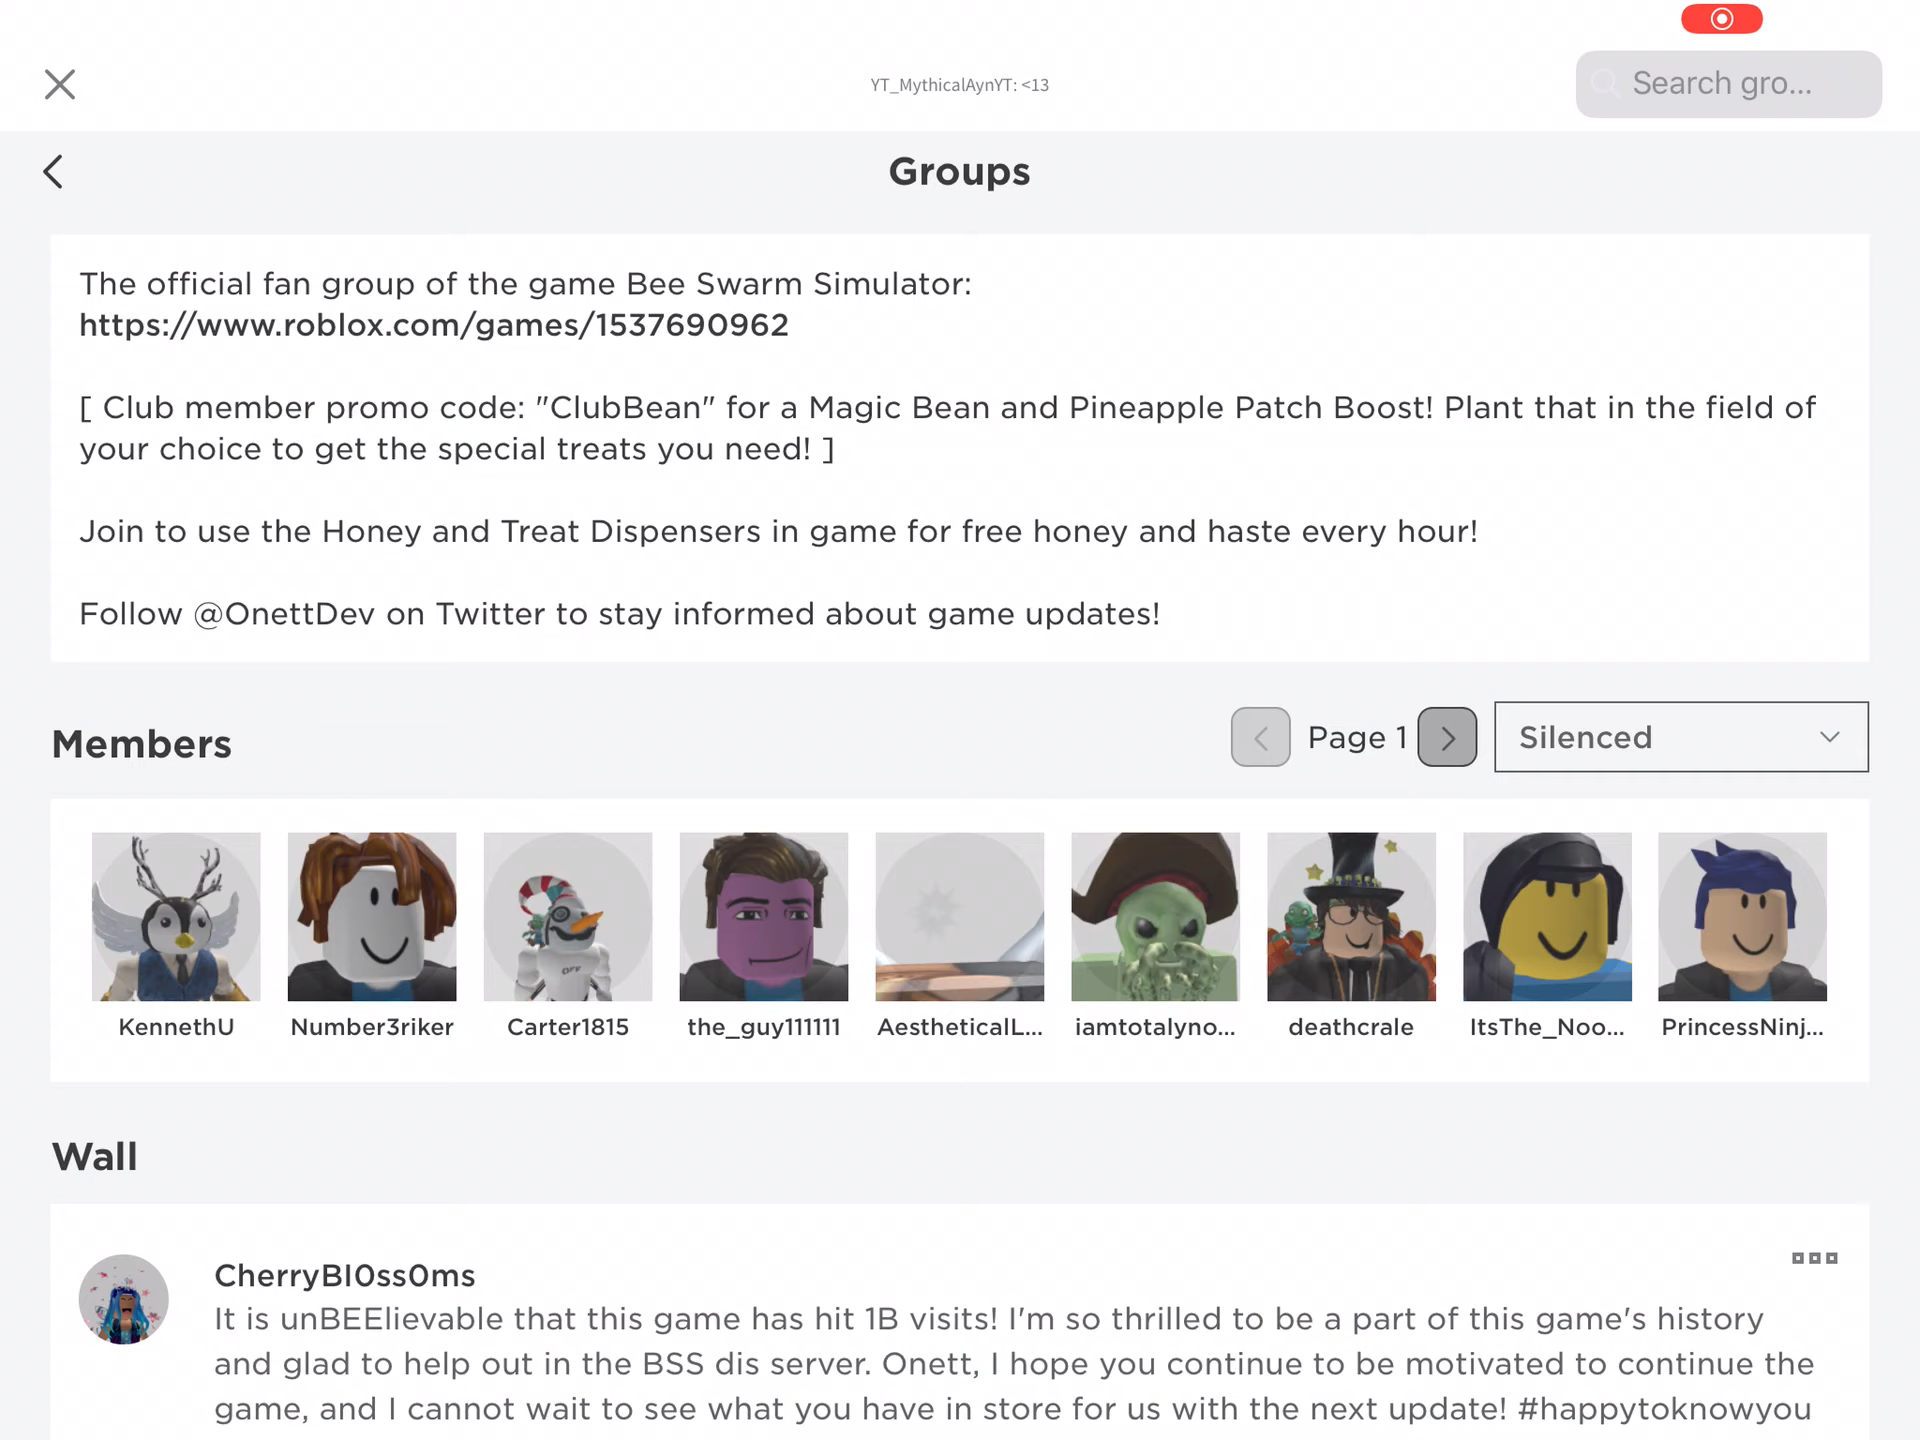 YT_MythicalAynYT: <13
Search gro...
Groups
The official fan group of the game Bee Swarm Simulator:
https://www.roblox.com/games/1537690962
[ Club member promo code: "ClubBean" for a Magic Bean and Pineapple Patch Boost! Plant that in the field of
your choice to get the special treats you need! ]
Join to use the Honey and Treat Dispensers in game for free honey and haste every hour!
Follow @OnettDev on Twitter to stay informed about game updates!
Members
Page 1
Silenced
KennethU
Number3riker
Carter1815
the_guy111111
AestheticalL...
iamtotalyno...
deathcrale
ItsThe_Noo...
PrincessNinj...
Wall
CherryBl0ss0ms
It is unBEElievable that this game has hit 1B visits! I'm so thrilled to be a part of this game's history
and glad to help out in the BSS dis server. Onett, I hope you continue to be motivated to continue the
game, and I cannot wait to see what you have in store for us with the next update! #happytoknowyou